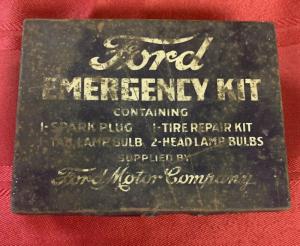 Ford
EMERGENCY KIT
CONTAINING
1-SPARK PLUG 1-TIRE REPAIR KIT
1-TAIL LAMP BULB 2-HEAD LAMP BULBS
SUPPLIED BY
Ford Motor Company